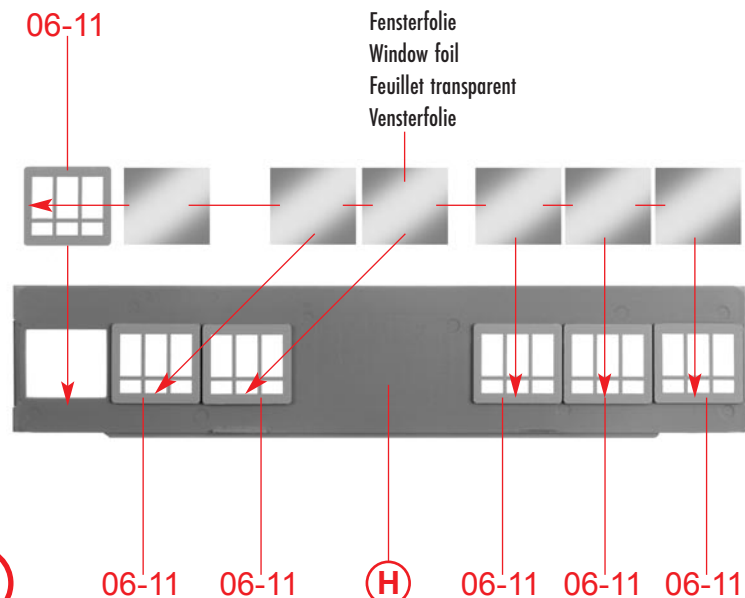 06-11
Fensterfolie
Window foil
Feuillet transparent
Vensterfolie
06-11 06-11 H 06-11 06-11 06-11